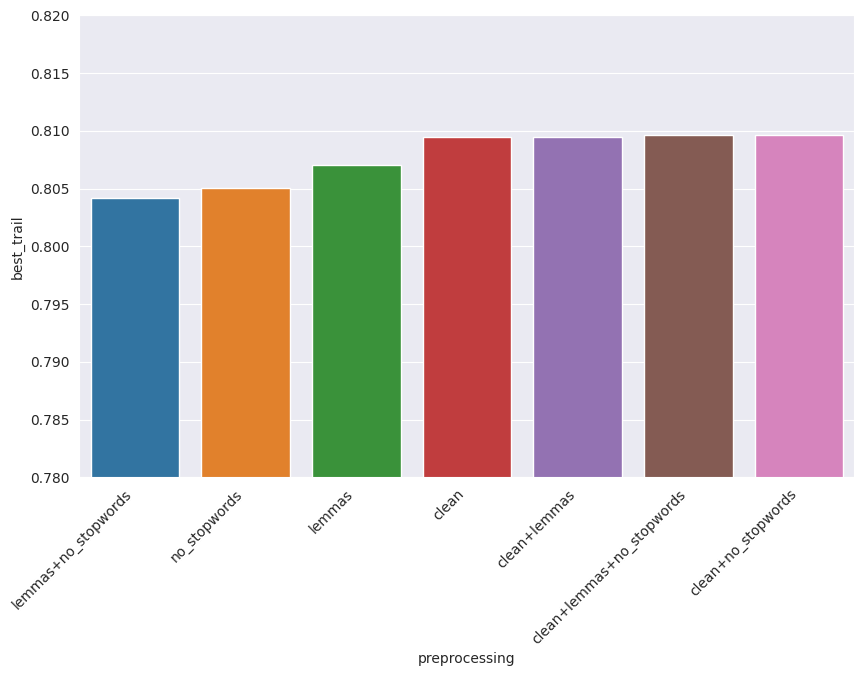 0.820
0.815
0.810
0.805
0.800
0.795
0.790
0.785
0.780
best_trail
lemmas+no_stopwords
no_stopwords
lemmas
clean
clean+lemmas
clean+lemmas+no_stopwords
clean+no_stopwords
preprocessing